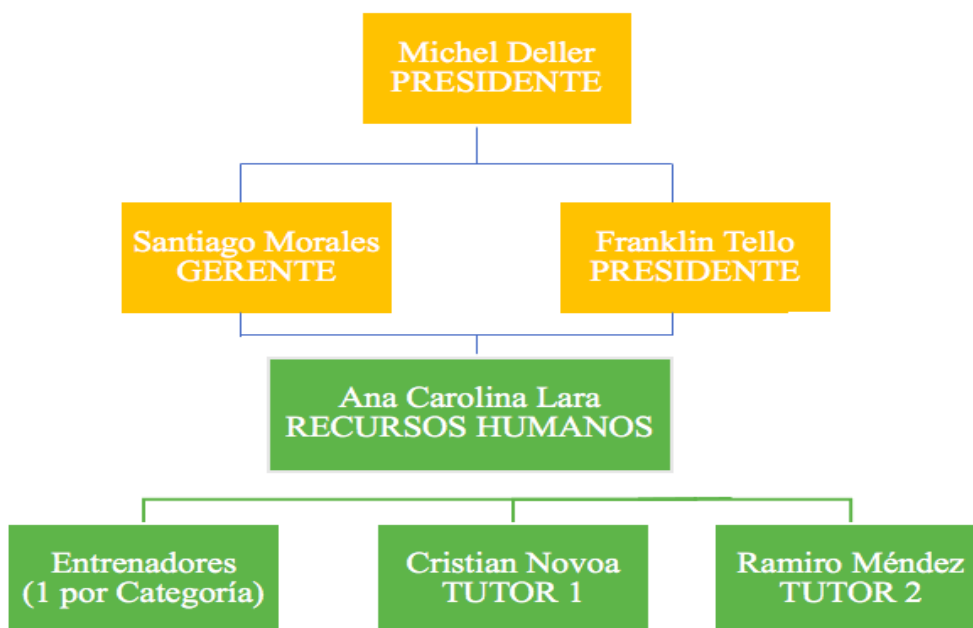 Michel Deller
PRESIDENTE
Santiago Morales
GERENTE
Franklin Tello
PRESIDENTE
Ana Carolina Lara
RECURSOS HUMANOS
Entrenadores
(1 por Categoría)
Cristian Novoa
TUTOR 1
Ramiro Méndez
TUTOR 2